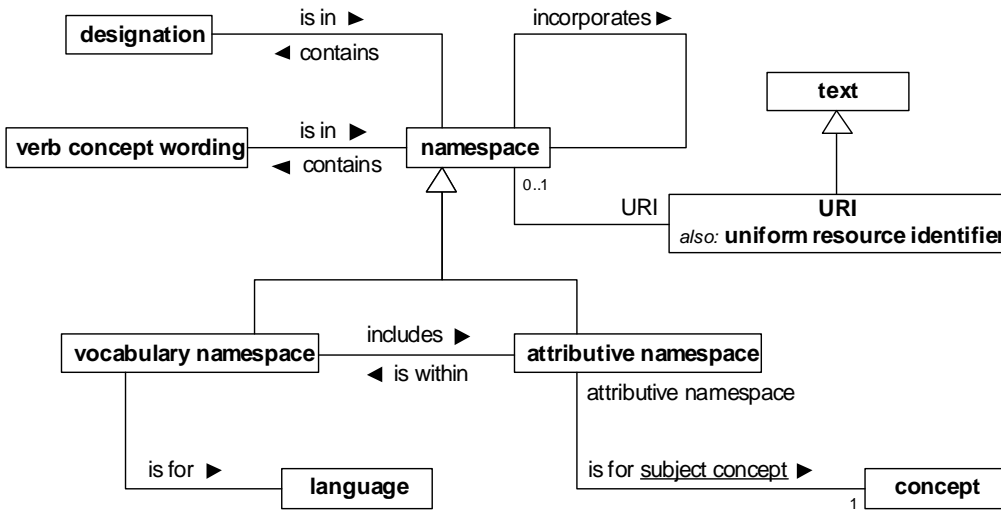 designation
is in ►
◄ contains
incorporates ►
text
verb concept wording
is in ►
◄ contains
namespace
0..1
URI
URI
also: uniform resource identifier
vocabulary namespace
includes ►
◄ is within
attributive namespace
attributive namespace
is for ►
language
is for subject concept ►
1
concept